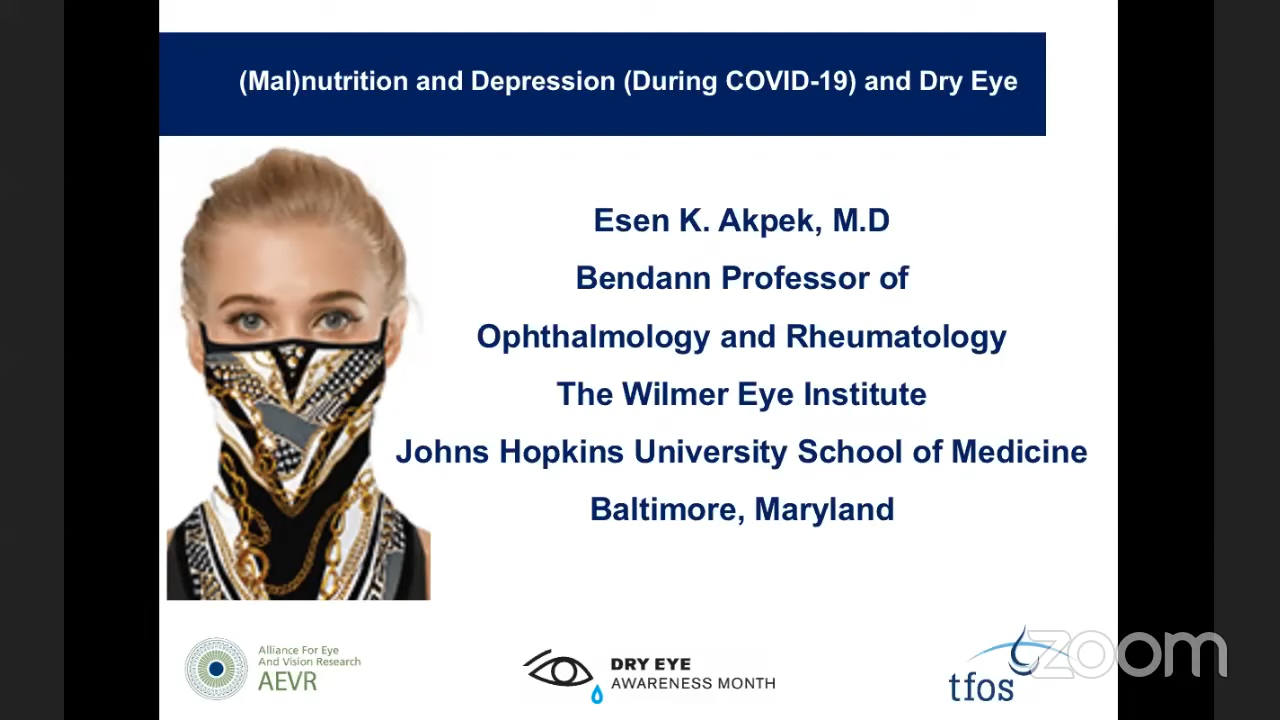 (Mal)nutrition and Depression (During COVID-19) and Dry Eye
Esen K. Akpek, M.D
Bendann Professor of
Ophthalmology and Rheumatology
The Wilmer Eye Institute
Johns Hopkins University School of Medicine
Baltimore, Maryland
Alliance For Eye
And Vision Research
AEVR
DRY EYE
AWARENESS MONTH
tfos
zoom